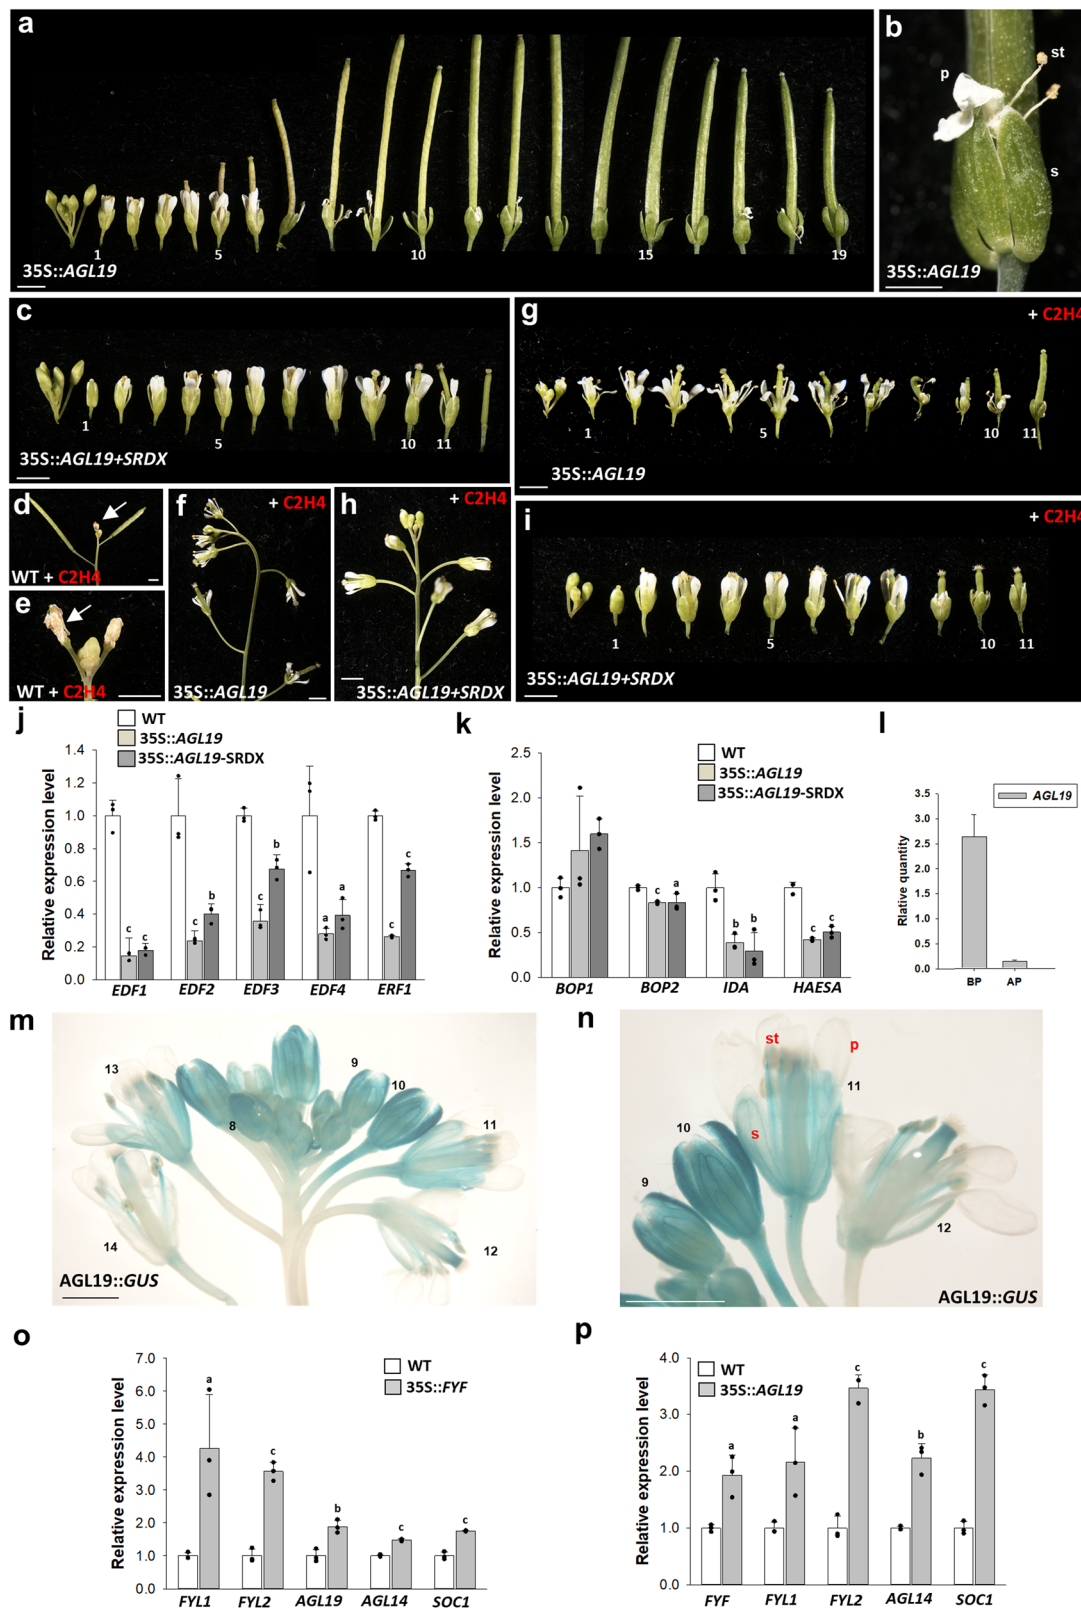 a
1
5
10
15
19
35S::AGL19
b
st
p
s
35S::AGL19
c
1
5
10
11
35S::AGL19+SRDX
d
WT + C2H4
e
WT + C2H4
f
+ C2H4
35S::AGL19
h
+ C2H4
35S::AGL19+SRDX
g
+ C2H4
1
5
10
11
35S::AGL19
i
+ C2H4
1
5
10
11
35S::AGL19+SRDX
j
WT
35S::AGL19
35S::AGL19-SRDX
Relative expression level
1.4
1.2
1.0
0.8
0.6
0.4
0.2
0.0
c c
c b
c b
a a
c c
EDF1 EDF2 EDF3 EDF4 ERF1
k
WT
35S::AGL19
35S::AGL19-SRDX
Relative expression level
2.5
2.0
1.5
1.0
0.5
0.0
c a
b b
c c
BOP1 BOP2 IDA HAESA
l
AGL19
Rlative quantity
3.5
3.0
2.5
2.0
1.5
1.0
0.5
0.0
BP AP
m
13
9
10
8
11
14
12
AGL19::GUS
n
st
p
11
10
s
9
12
AGL19::GUS
o
WT
35S::FYF
Relative expression level
7.0
6.0
5.0
4.0
3.0
2.0
1.0
0.0
a
c
b
c
c
FYL1 FYL2 AGL19 AGL14 SOC1
p
WT
35S::AGL19
Relative expression level
4.0
3.0
2.0
1.0
0.0
a
a
c
b
c
FYF FYL1 FYL2 AGL14 SOC1